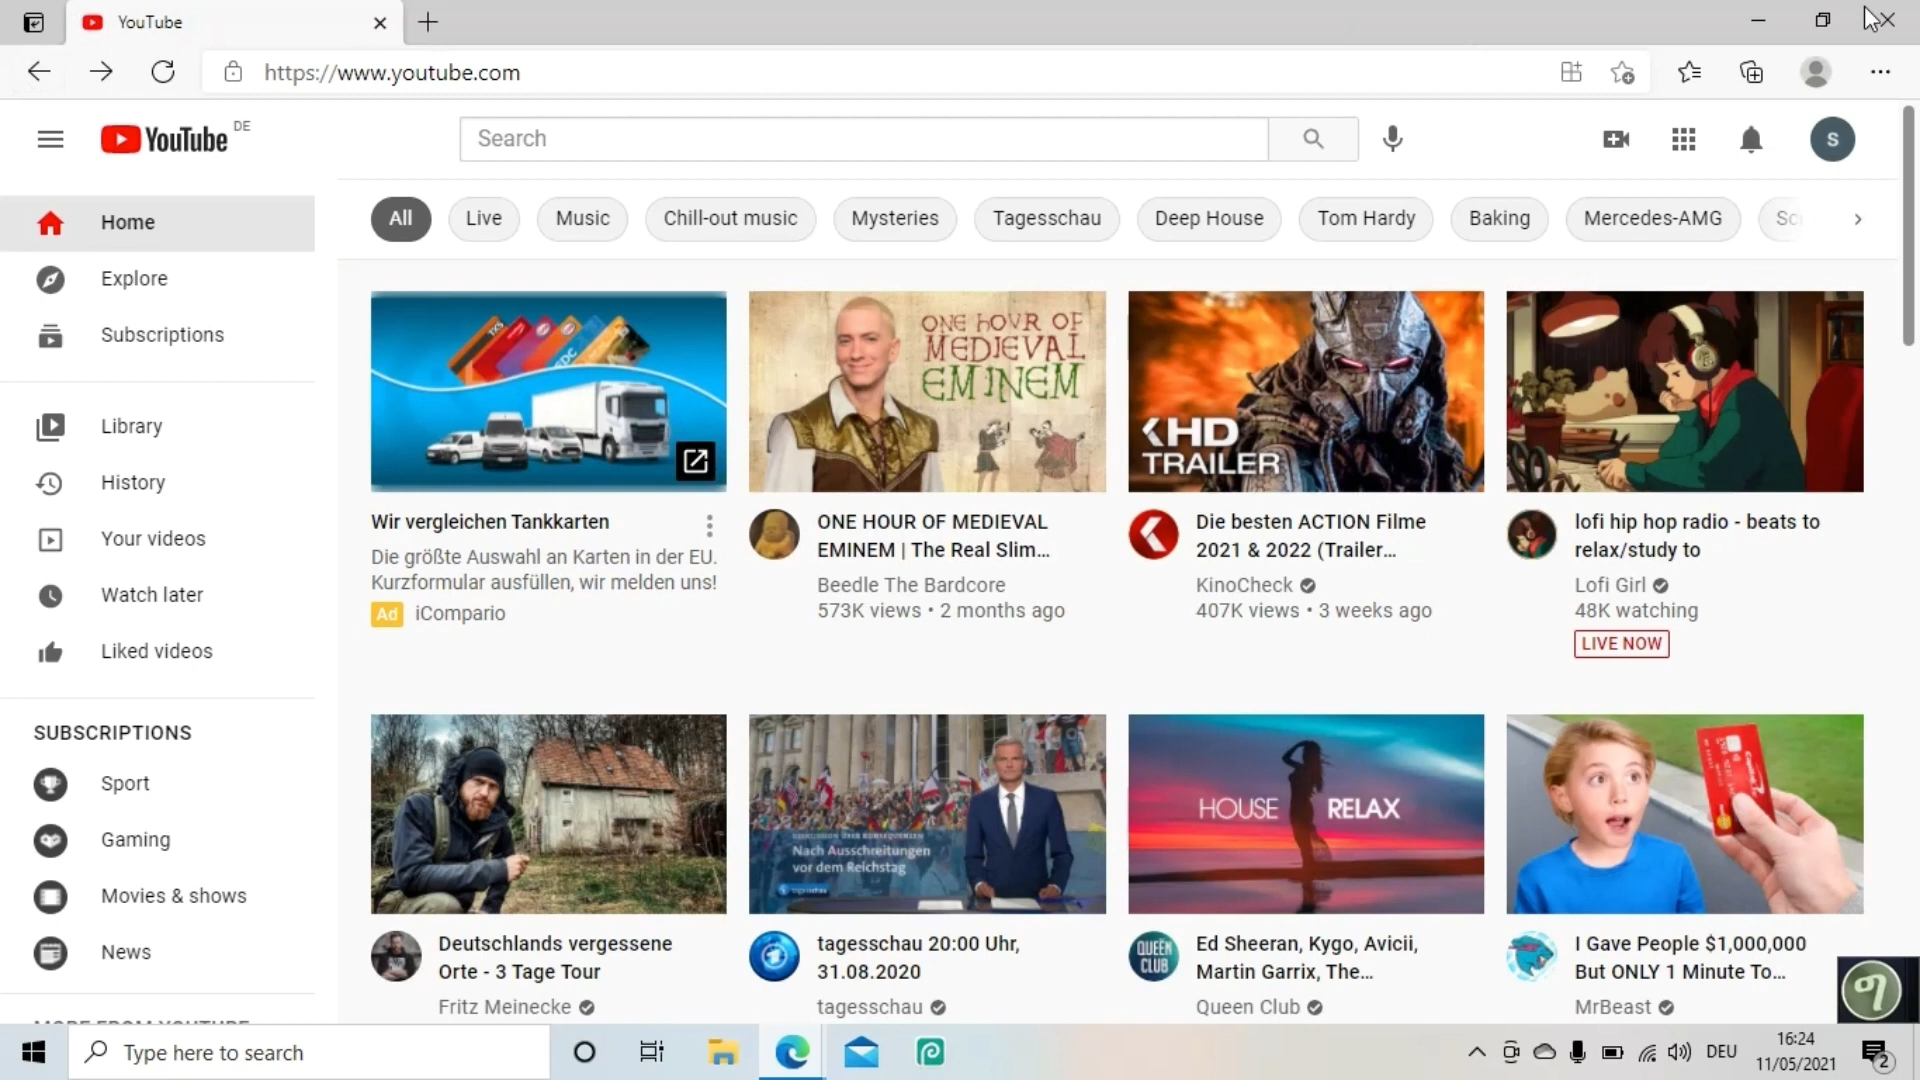 YouTube
https://www.youtube.com
YouTube DE
Search
S
Home
Explore
Subscriptions
Library
History
Your videos
Watch later
Liked videos
SUBSCRIPTIONS
Sport
Gaming
Movies & shows
News
All
Live
Music
Chill-out music
Mysteries
Tagesschau
Deep House
Tom Hardy
Baking
Mercedes-AMG
Wir vergleichen Tankkarten
Die größte Auswahl an Karten in der EU.
Kurzformular ausfüllen, wir melden uns!
Ad iCompario
ONE HOUR OF
MEDIEVAL
EMINEM
ONE HOUR OF MEDIEVAL
EMINEM | The Real Slim...
Beedle The Bardcore
573K views • 2 months ago
KHD
TRAILER
Die besten ACTION Filme
2021 & 2022 (Trailer...
KinoCheck
407K views • 3 weeks ago
lofi hip hop radio - beats to
relax/study to
Lofi Girl
48K watching
LIVE NOW
Deutschlands vergessene
Orte - 3 Tage Tour
Fritz Meinecke
DISKUSSION ÜBER KONSEQUENZEN
Nach Ausschreitungen
vor dem Reichstag
tagesschau
tagesschau 20:00 Uhr,
31.08.2020
tagesschau
HOUSE RELAX
QUEEN
CLUB
Ed Sheeran, Kygo, Avicii,
Martin Garrix, The...
Queen Club
I Gave People $1,000,000
But ONLY 1 Minute To...
MrBeast
Type here to search
DEU
16:24
11/05/2021
2